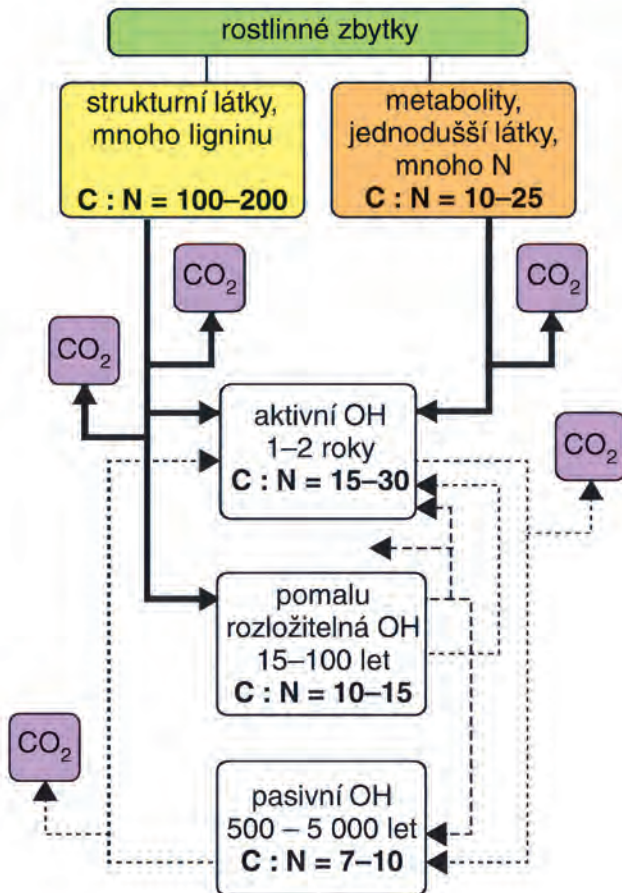 rostlinné zbytky
strukturní látky,
mnoho ligninu
C : N = 100–200
metabolity,
jednodušší látky,
mnoho N
C : N = 10–25
CO₂
CO₂
CO₂
aktivní OH
1–2 roky
C : N = 15–30
CO₂
pomalu
rozložitelná OH
15–100 let
C : N = 10–15
CO₂
pasivní OH
500 – 5 000 let
C : N = 7–10